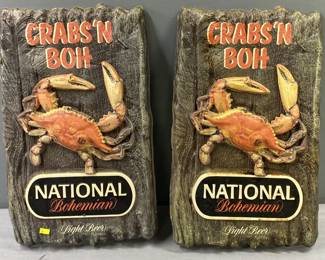 CRABS'N
BOH
NATIONAL
Bohemian
Light Beer
CRABS'N
BOH
NATIONAL
Bohemian
Light Beer